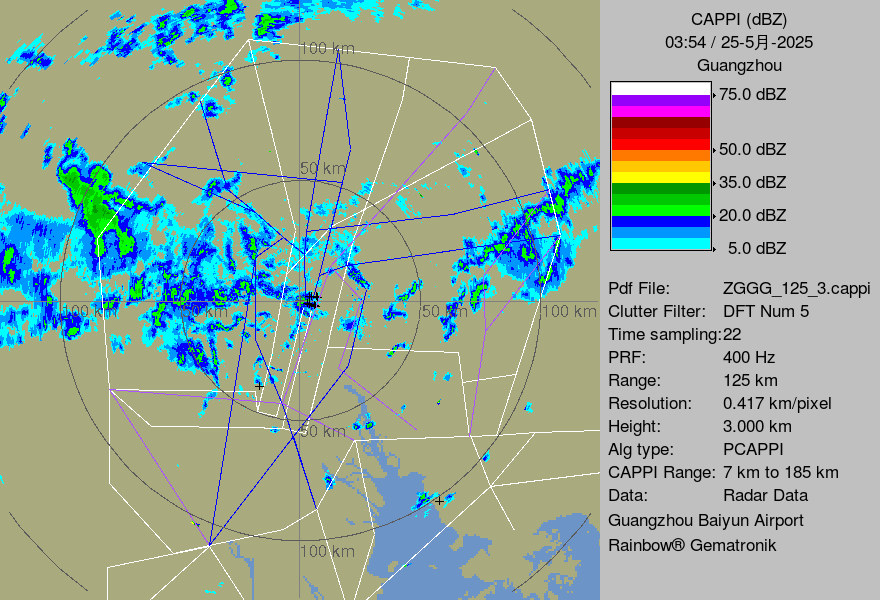 CAPPI (dBZ)
03:54 / 25-5月-2025
Guangzhou
75.0 dBZ
50.0 dBZ
35.0 dBZ
20.0 dBZ
5.0 dBZ
Pdf File: ZGGG_125_3.cappi
Clutter Filter: DFT Num 5
Time sampling:22
PRF: 400 Hz
Range: 125 km
Resolution: 0.417 km/pixel
Height: 3.000 km
Alg type: PCAPPI
CAPPI Range: 7 km to 185 km
Data: Radar Data
Guangzhou Baiyun Airport
Rainbow® Gematronik
100 km
50 km
100 km
50 km
50 km
100 km
50 km
100 km